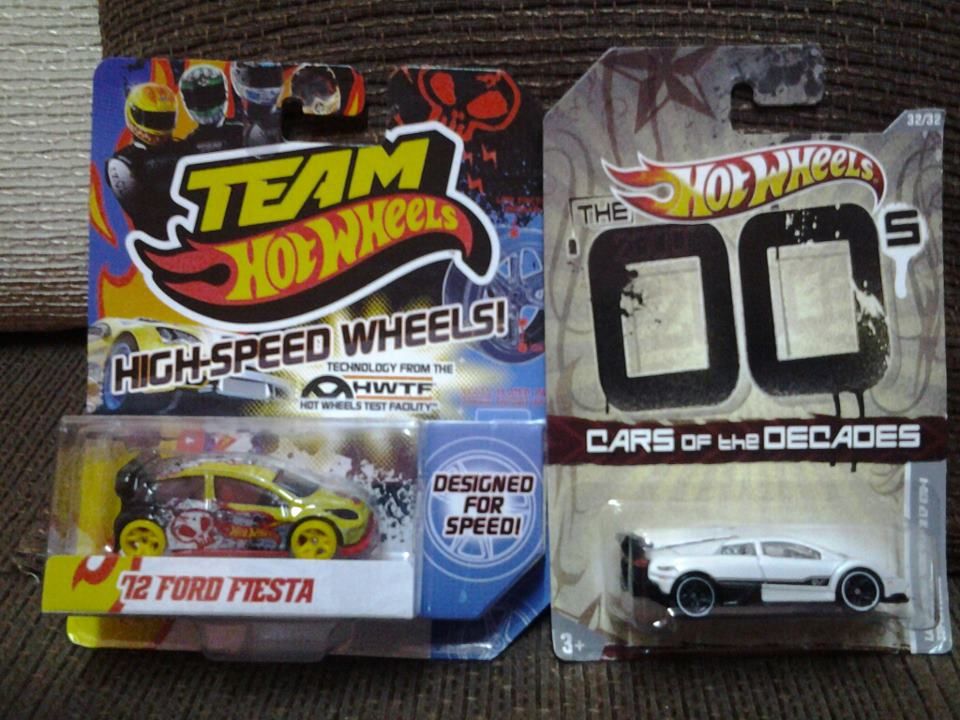 TEAM
HOT WHEELS
HIGH-SPEED WHEELS!
TECHNOLOGY FROM THE
HWTF
HOT WHEELS TEST FACILITY™
DESIGNED
FOR
SPEED!
'12 FORD FIESTA
32/32
HOT WHEELS
THE
00s
CARS OF the DECADES
3+